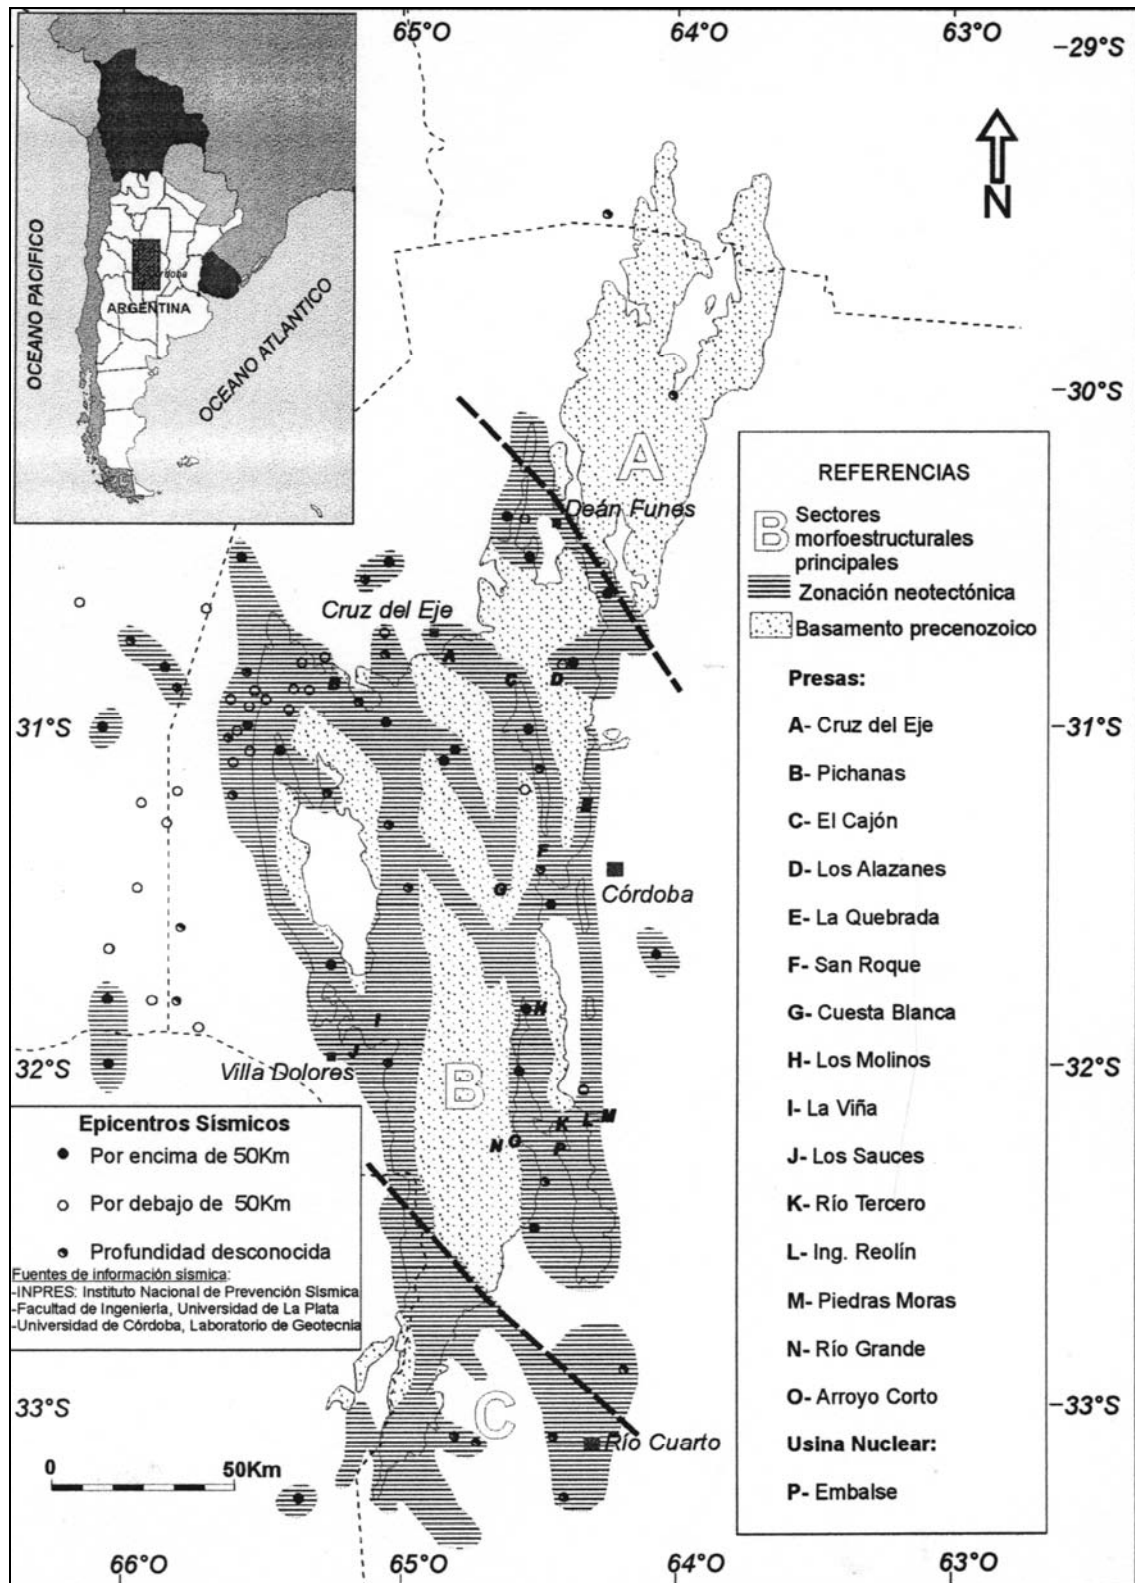 65°O
64°O
63°O
29°S
N
OCEANO PACIFICO
ARGENTINA
OCEANO ATLANTICO
30°S
A
Deán Funes
Cruz del Eje
A
B
C
D
31°S
31°S
F
G
Córdoba
H
I
J
Villa Dolores
B
32°S
32°S
K
L
M
N
O
P
C
33°S
33°S
Río Cuarto
REFERENCIAS
B
Sectores
morfoestructurales
principales
Zonación neotectónica
Basamento precenozoico
Presas:
A- Cruz del Eje
B- Pichanas
C- El Cajón
D- Los Alazanes
E- La Quebrada
F- San Roque
G- Cuesta Blanca
H- Los Molinos
I- La Viña
J- Los Sauces
K- Río Tercero
L- Ing. Reolín
M- Piedras Moras
N- Río Grande
O- Arroyo Corto
Usina Nuclear:
P- Embalse
Epicentros Sísmicos
Por encima de 50Km
Por debajo de 50Km
Profundidad desconocida
Fuentes de información sísmica:
-INPRES: Instituto Nacional de Prevención Sísmica
-Facultad de Ingeniería, Universidad de La Plata
-Universidad de Córdoba, Laboratorio de Geotecnia
0 50Km
66°O
65°O
64°O
63°O